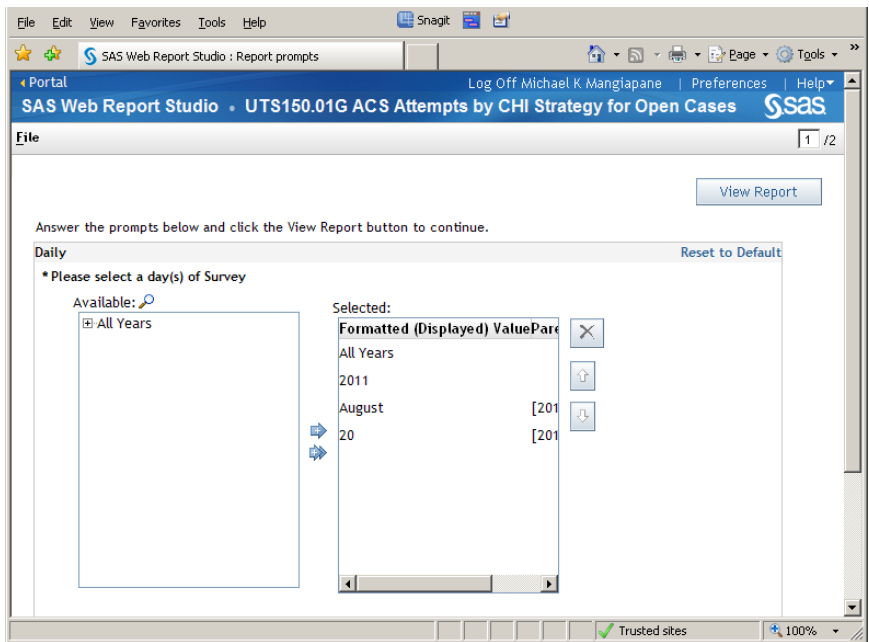 File Edit View Favorites Tools Help Snagit
SAS Web Report Studio : Report prompts Page Tools »
Portal Log Off Michael K Mangiapane | Preferences | Help
SAS Web Report Studio • UTS150.01G ACS Attempts by CHI Strategy for Open Cases sas
File 1 /2
View Report
Answer the prompts below and click the View Report button to continue.
Daily Reset to Default
* Please select a day(s) of Survey
Available:
All Years
Selected:
Formatted (Displayed) Value Pare
All Years
2011
August [201
20 [201
Trusted sites 100%